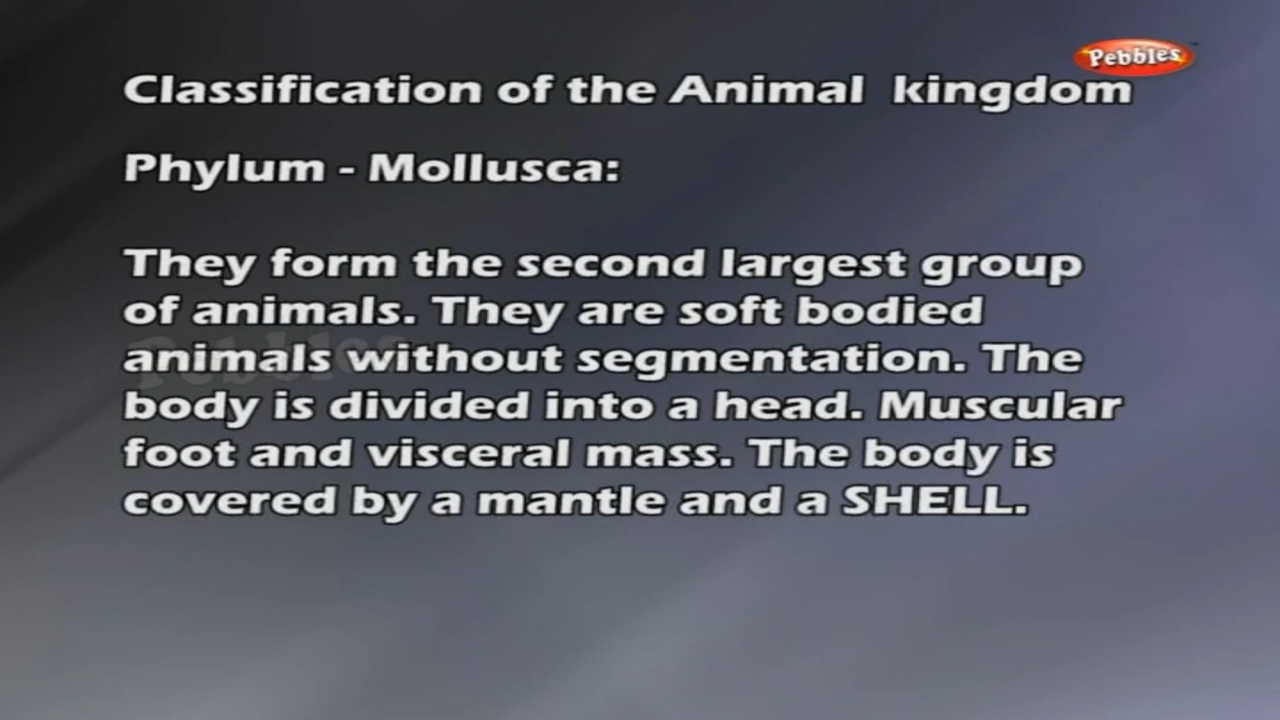 Pebbles
Classification of the Animal kingdom
Phylum - Mollusca:
They form the second largest group
of animals. They are soft bodied
animals without segmentation. The
body is divided into a head. Muscular
foot and visceral mass. The body is
covered by a mantle and a SHELL.
Pebbles